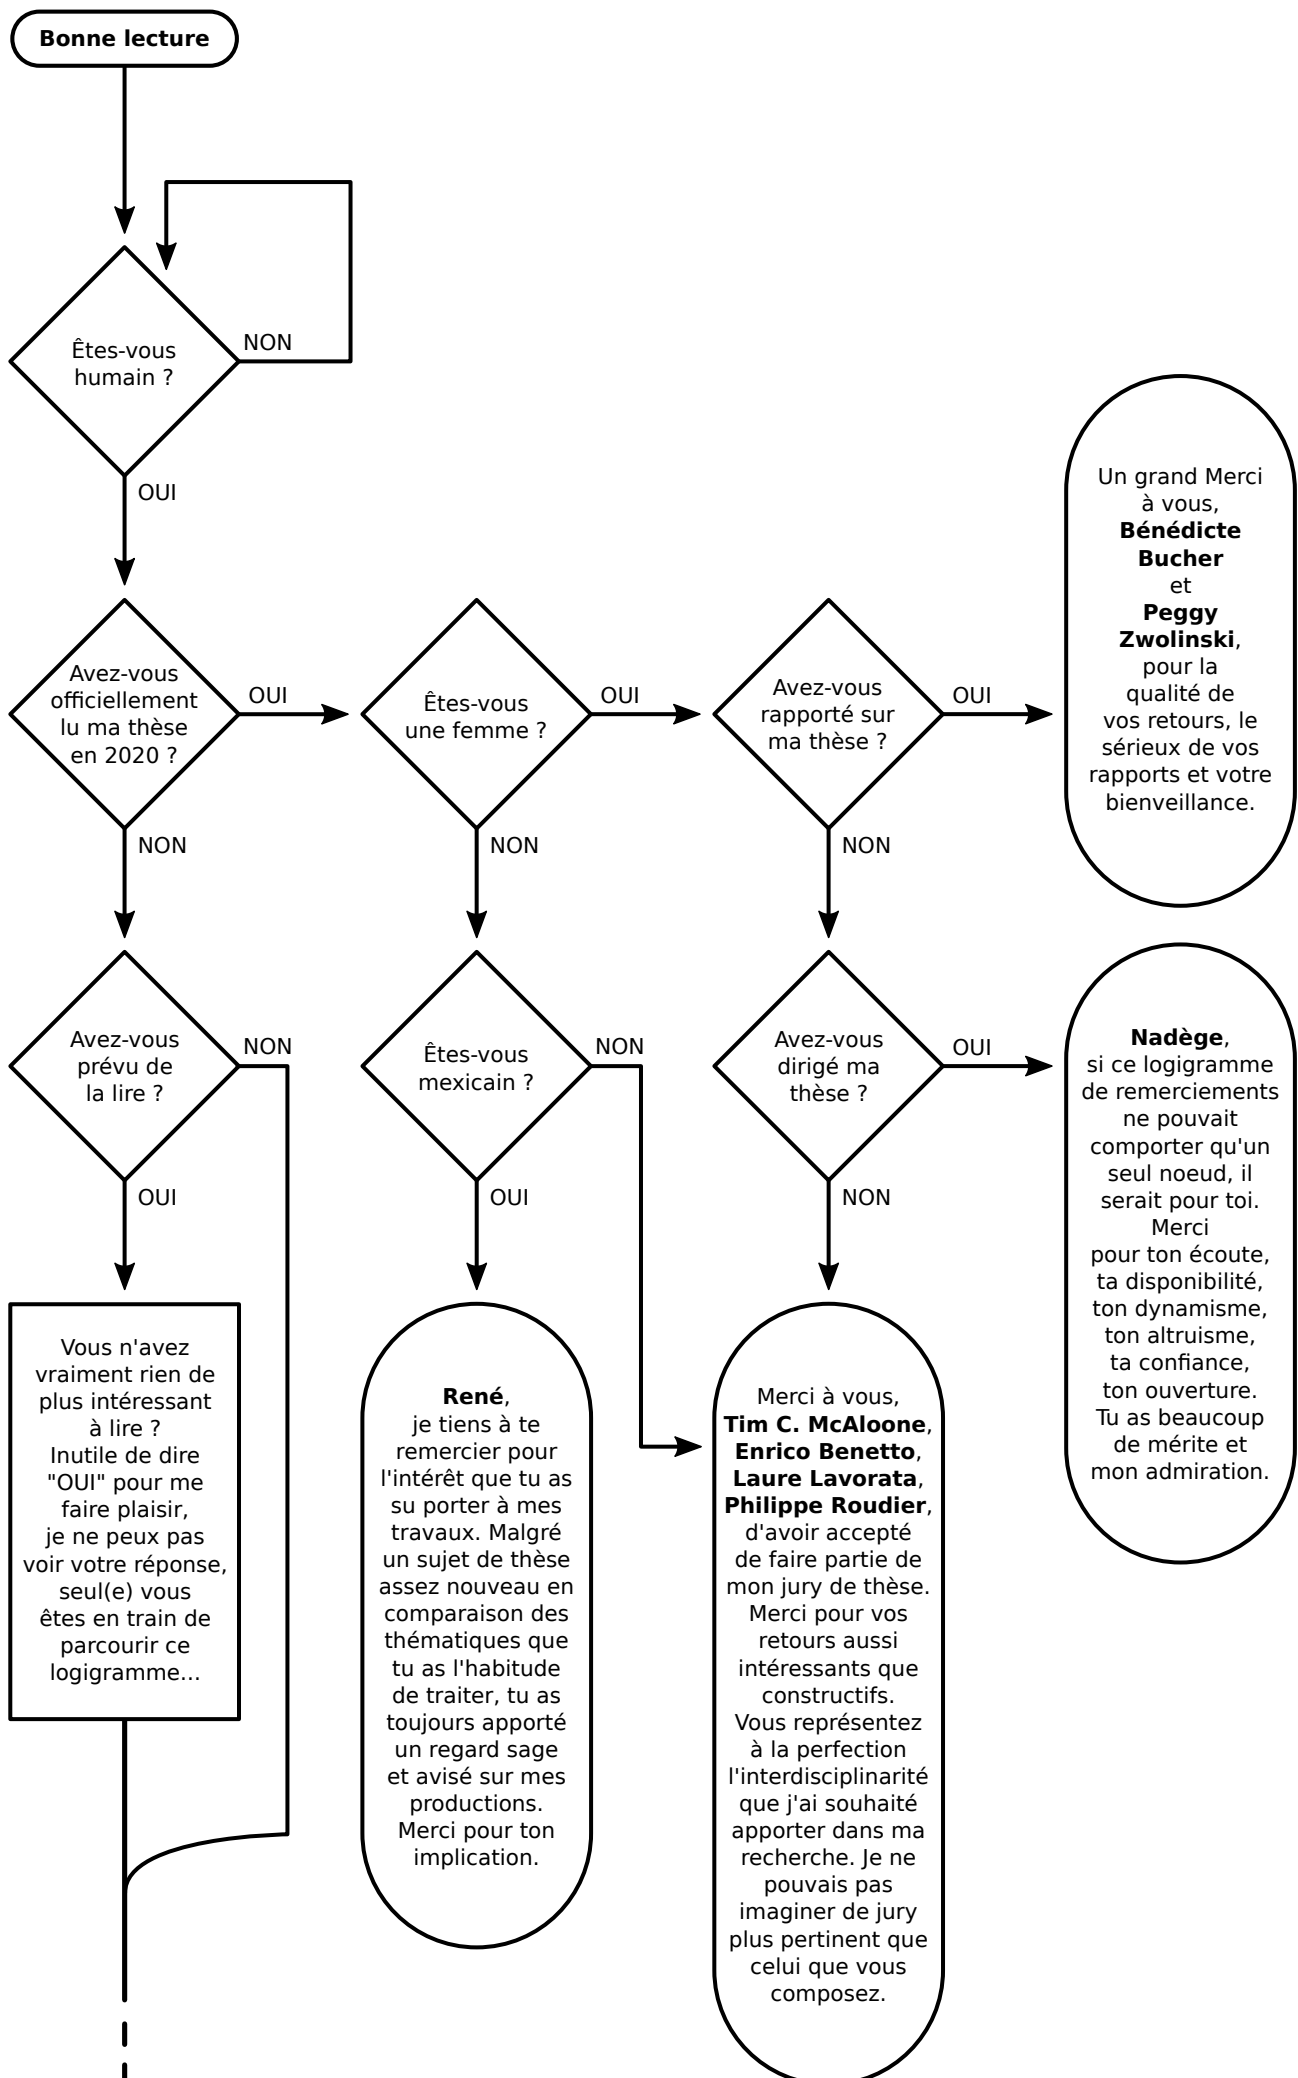 Bonne lecture
Êtes-vous
humain ?
NON
OUI
Avez-vous
officiellement
lu ma thèse
en 2020 ?
OUI
NON
Êtes-vous
une femme ?
OUI
NON
Avez-vous
rapporté sur
ma thèse ?
OUI
NON
Un grand Merci
à vous,
Bénédicte
Bucher
et
Peggy
Zwolinski,
pour la
qualité de
vos retours, le
sérieux de vos
rapports et votre
bienveillance.
Avez-vous
prévu de
la lire ?
NON
OUI
Êtes-vous
mexicain ?
NON
OUI
Avez-vous
dirigé ma
thèse ?
OUI
NON
Nadège,
si ce logigramme
de remerciements
ne pouvait
comporter qu'un
seul noeud, il
serait pour toi.
Merci
pour ton écoute,
ta disponibilité,
ton dynamisme,
ton altruisme,
ta confiance,
ton ouverture.
Tu as beaucoup
de mérite et
mon admiration.
Vous n'avez
vraiment rien de
plus intéressant
à lire ?
Inutile de dire
"OUI" pour me
faire plaisir,
je ne peux pas
voir votre réponse,
seul(e) vous
êtes en train de
parcourir ce
logigramme...
René,
je tiens à te
remercier pour
l'intérêt que tu as
su porter à mes
travaux. Malgré
un sujet de thèse
assez nouveau en
comparaison des
thématiques que
tu as l'habitude
de traiter, tu as
toujours apporté
un regard sage
et avisé sur mes
productions.
Merci pour ton
implication.
Merci à vous,
Tim C. McAloone,
Enrico Benetto,
Laure Lavorata,
Philippe Roudier,
d'avoir accepté
de faire partie de
mon jury de thèse.
Merci pour vos
retours aussi
intéressants que
constructifs.
Vous représentez
à la perfection
l'interdisciplinarité
que j'ai souhaité
apporter dans ma
recherche. Je ne
pouvais pas
imaginer de jury
plus pertinent que
celui que vous
composez.